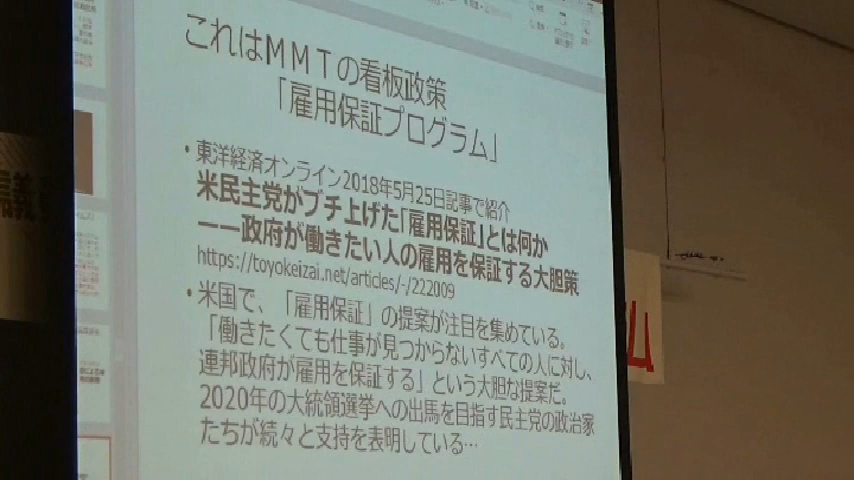 これはMMTの看板政策
「雇用保証プログラム」
・東洋経済オンライン2018年5月25日記事で紹介
米民主党がブチ上げた「雇用保証」とは何か
――政府が働きたい人の雇用を保証する大胆策
https://toyokeizai.net/articles/-/222009
・米国で、「雇用保証」の提案が注目を集めている。
「働きたくても仕事が見つからないすべての人に対し、
連邦政府が雇用を保証する」という大胆な提案だ。
2020年の大統領選挙への出馬を目指す民主党の政治家
たちが続々と支持を表明している…
議
ム